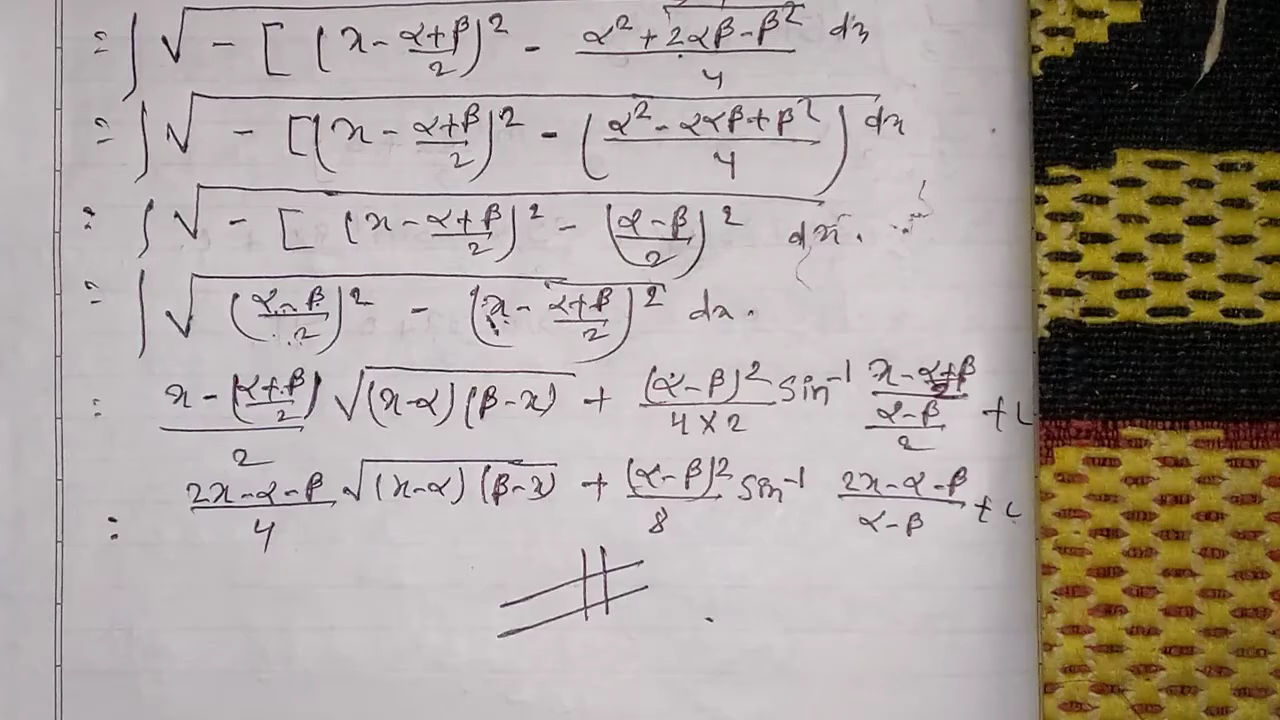 = ∫ √ - [ (x - α+β/2)² - α² + 2αβ - β²/4 dx
= ∫ √ - [(x - α+β/2)² - (α² - 2αβ + β²/4) dx
= ∫ √ - [ (x - α+β/2)² - (α-β/2)² dx.
= ∫ √ (α-β/2)² - (x - α+β/2)² dx.
= x - (α+β/2)/2 √(x-α)(β-x) + (α-β)²/4×2 sin⁻¹ x - α+β/2 / α-β/2 + c
= 2x-α-β/4 √(x-α)(β-x) + (α-β)²/8 sin⁻¹ 2x-α-β/α-β + c